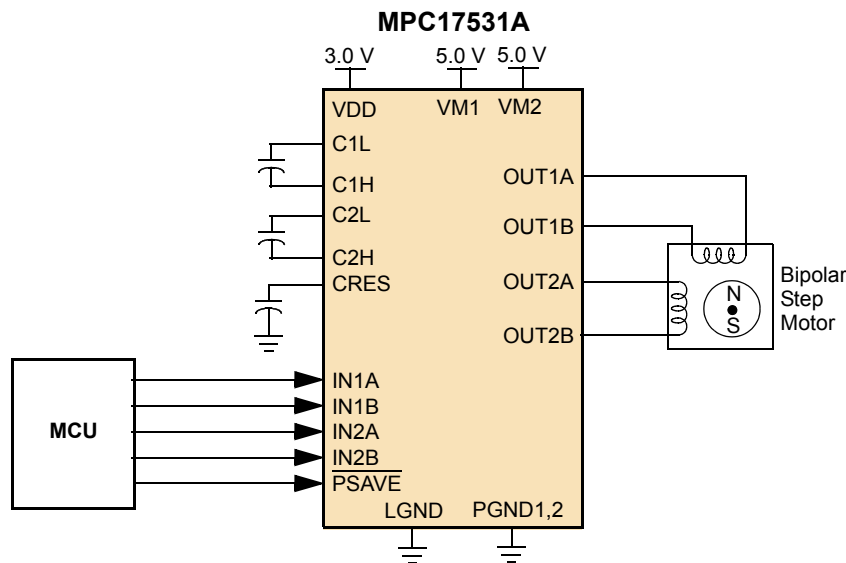 MPC17531A
3.0 V
5.0 V
5.0 V
VDD
VM1
VM2
C1L
C1H
C2L
C2H
CRES
OUT1A
OUT1B
OUT2A
OUT2B
N
S
Bipolar
Step
Motor
MCU
IN1A
IN1B
IN2A
IN2B
PSAVE
LGND
PGND1,2